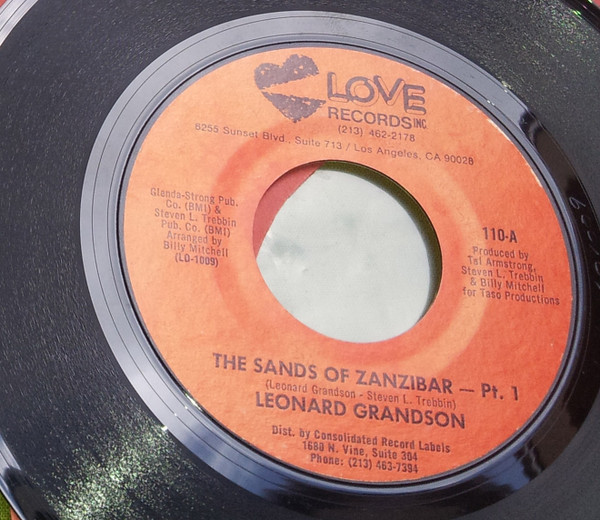 LOVE
RECORDS INC
(213) 462-2178
6255 Sunset Blvd., Suite 713 / Los Angeles, CA 90028
Glenda-Strong Pub.
Co. (BMI) &
Steven L. Trebbin
Pub. Co. (BMI)
Arranged by
Billy Mitchell
(LO-1009)
110-A
Produced by
Tai Armstrong,
Steven L. Trebbin
& Billy Mitchell
for Taso Productions
THE SANDS OF ZANZIBAR — Pt. 1
(Leonard Grandson - Steven L. Trebbin)
LEONARD GRANDSON
Dist. by Consolidated Record Labels
1680 N. Vine, Suite 304
Phone: (213) 463-7394